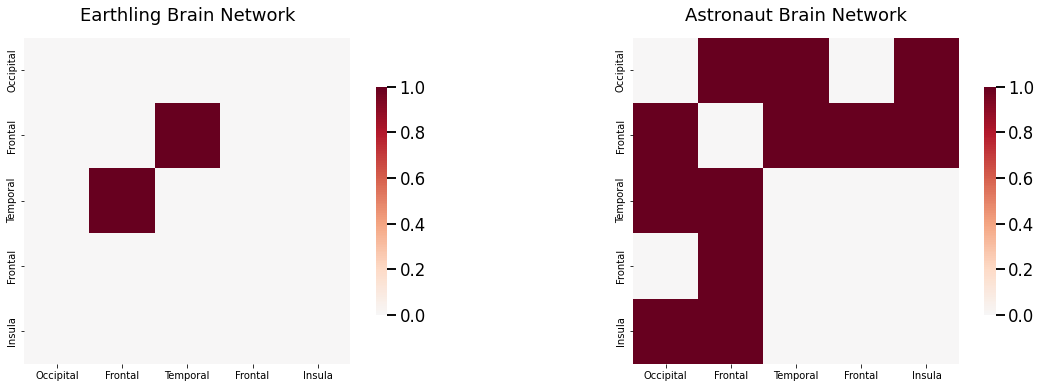 Earthling Brain Network
Occipital
Frontal
Temporal
Frontal
Insula
Occipital Frontal Temporal Frontal Insula
1.0
0.8
0.6
0.4
0.2
0.0
Astronaut Brain Network
Occipital
Frontal
Temporal
Frontal
Insula
Occipital Frontal Temporal Frontal Insula
1.0
0.8
0.6
0.4
0.2
0.0